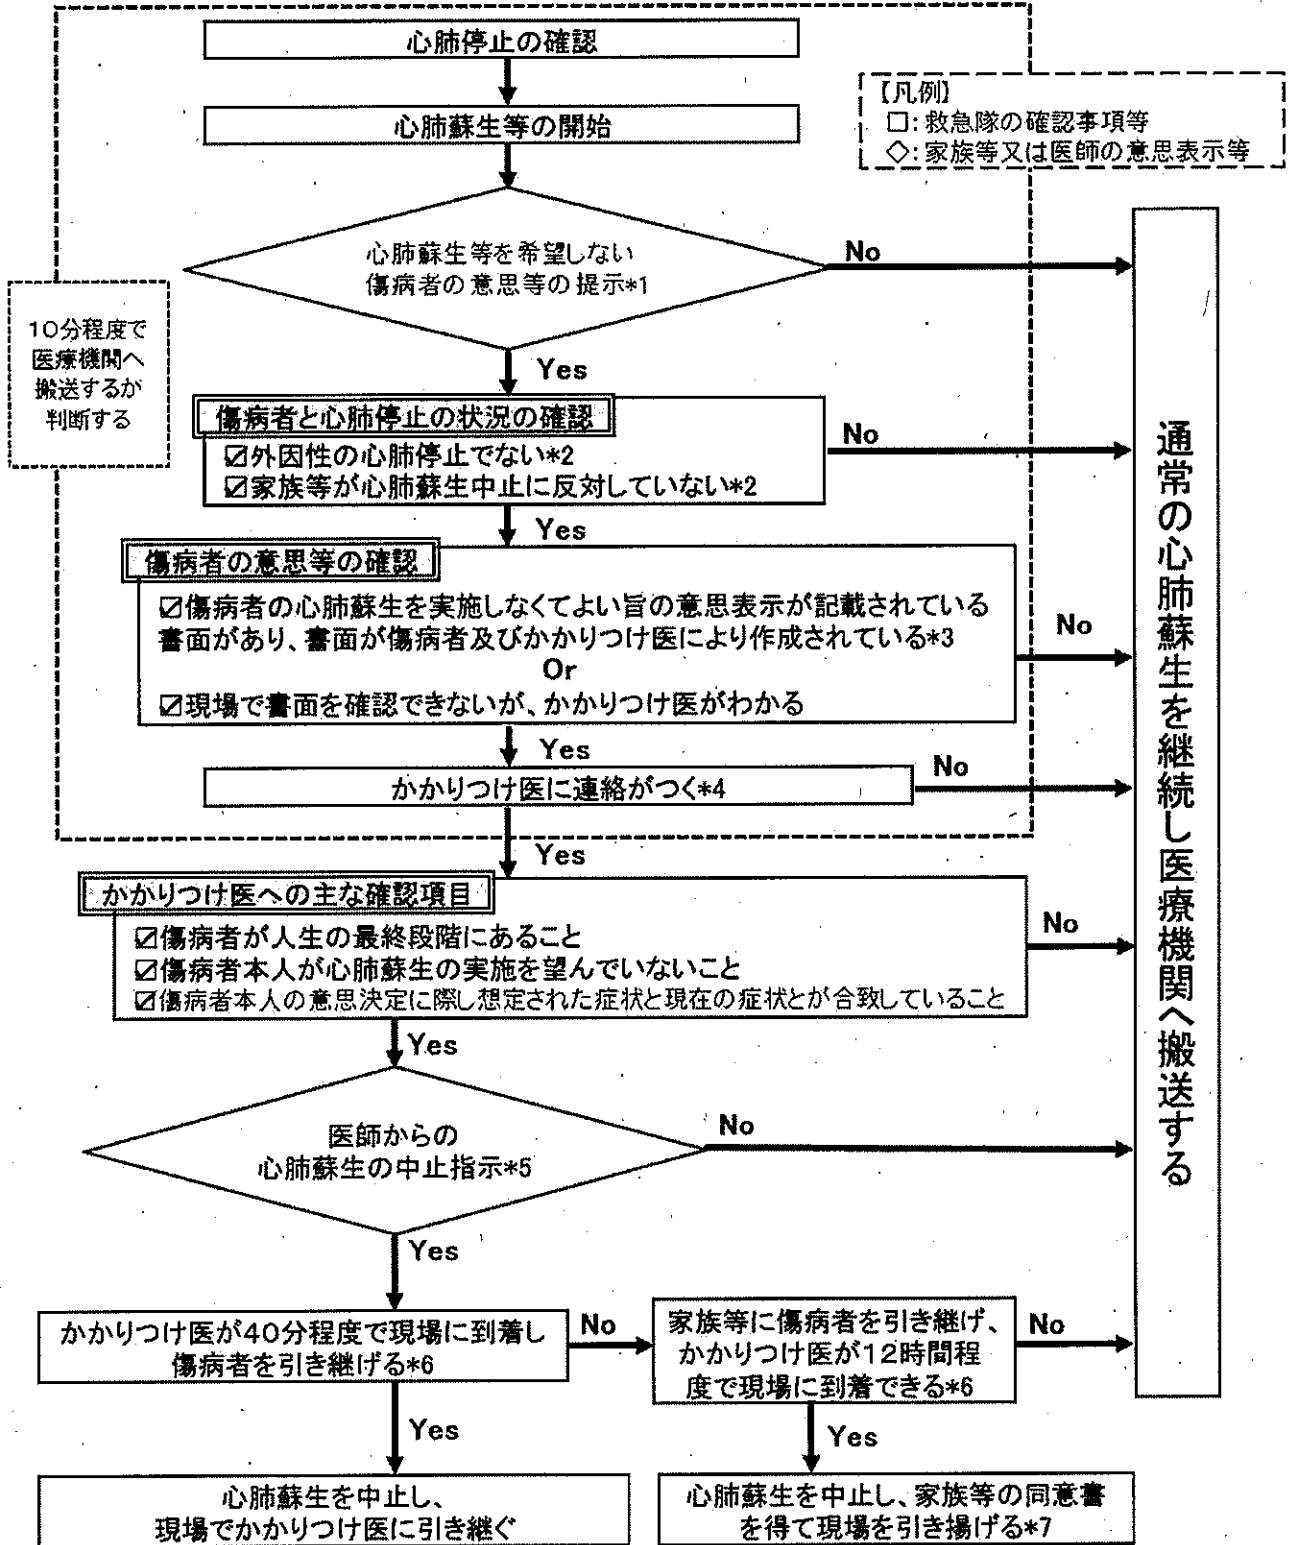 心肺停止の確認
心肺蘇生等の開始
【凡例】
□:救急隊の確認事項等
◇:家族等又は医師の意思表示等
心肺蘇生等を希望しない
傷病者の意思等の提示*1
No
Yes
10分程度で
医療機関へ
搬送するか
判断する
傷病者と心肺停止の状況の確認
☑外因性の心肺停止でない*2
☑家族等が心肺蘇生中止に反対していない*2
No
Yes
傷病者の意思等の確認
☑傷病者の心肺蘇生を実施しなくてよい旨の意思表示が記載されている
書面があり、書面が傷病者及びかかりつけ医により作成されている*3
Or
☑現場で書面を確認できないが、かかりつけ医がわかる
No
Yes
かかりつけ医に連絡がつく*4
No
Yes
かかりつけ医への主な確認項目
☑傷病者が人生の最終段階にあること
☑傷病者本人が心肺蘇生の実施を望んでいないこと
☑傷病者本人の意思決定に際し想定された症状と現在の症状とが合致していること
No
Yes
医師からの
心肺蘇生の中止指示*5
No
Yes
かかりつけ医が40分程度で現場に到着し
傷病者を引き継げる*6
No
家族等に傷病者を引き継げ、
かかりつけ医が12時間程
度で現場に到着できる*6
No
Yes
Yes
心肺蘇生を中止し、
現場でかかりつけ医に引き継ぐ
心肺蘇生を中止し、家族等の同意書
を得て現場を引き揚げる*7
通常の心肺蘇生を継続し医療機関へ搬送する